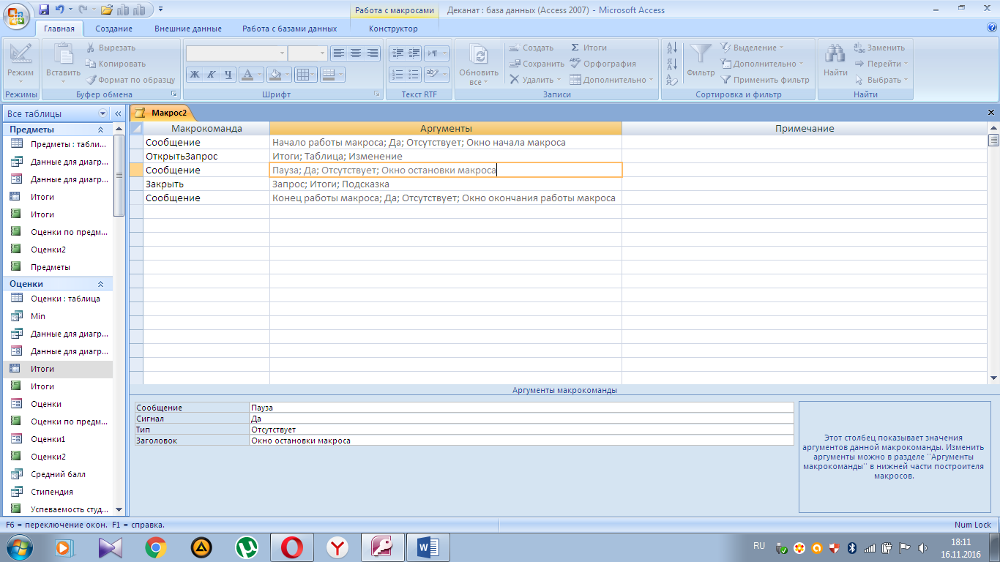 Работа с макросами
Деканат : база данных (Access 2007) - Microsoft Access
Главная Создание Внешние данные Работа с базами данных Конструктор
Режим
Режимы
Вставить
Вырезать
Копировать
Формат по образцу
Буфер обмена
Ж К Ч А
Шрифт
Текст RTF
Обновить все
Создать
Сохранить
Удалить
Итоги
Орфография
Дополнительно
Записи
Фильтр
Выделение
Дополнительно
Применить фильтр
Сортировка и фильтр
Найти
Заменить
Перейти
Выбрать
Найти
Все таблицы
Предметы
Предметы : табли...
Данные для диагр...
Данные для диагр...
Итоги
Итоги
Оценки по предм...
Оценки2
Предметы
Оценки
Оценки : таблица
Min
Данные для диагр...
Данные для диагр...
Итоги
Итоги
Оценки
Оценки по предм...
Оценки1
Оценки2
Средний балл
Стипендия
Успеваемость студ...
Макрос2
Макрокоманда Аргументы Примечание
Сообщение Начало работы макроса; Да; Отсутствует; Окно начала макроса
ОткрытьЗапрос Итоги; Таблица; Изменение
Сообщение Пауза; Да; Отсутствует; Окно остановки макроса
Закрыть Запрос; Итоги; Подсказка
Сообщение Конец работы макроса; Да; Отсутствует; Окно окончания работы макроса
Аргументы макрокоманды
Сообщение Пауза
Сигнал Да
Тип Отсутствует
Заголовок Окно остановки макроса
Этот столбец показывает значения
аргументов данной макрокоманды. Изменить
аргументы можно в разделе "Аргументы
макрокоманды" в нижней части построителя
макросов.
F6 = переключение окон. F1 = справка.
Num Lock
RU
18:11
16.11.2016